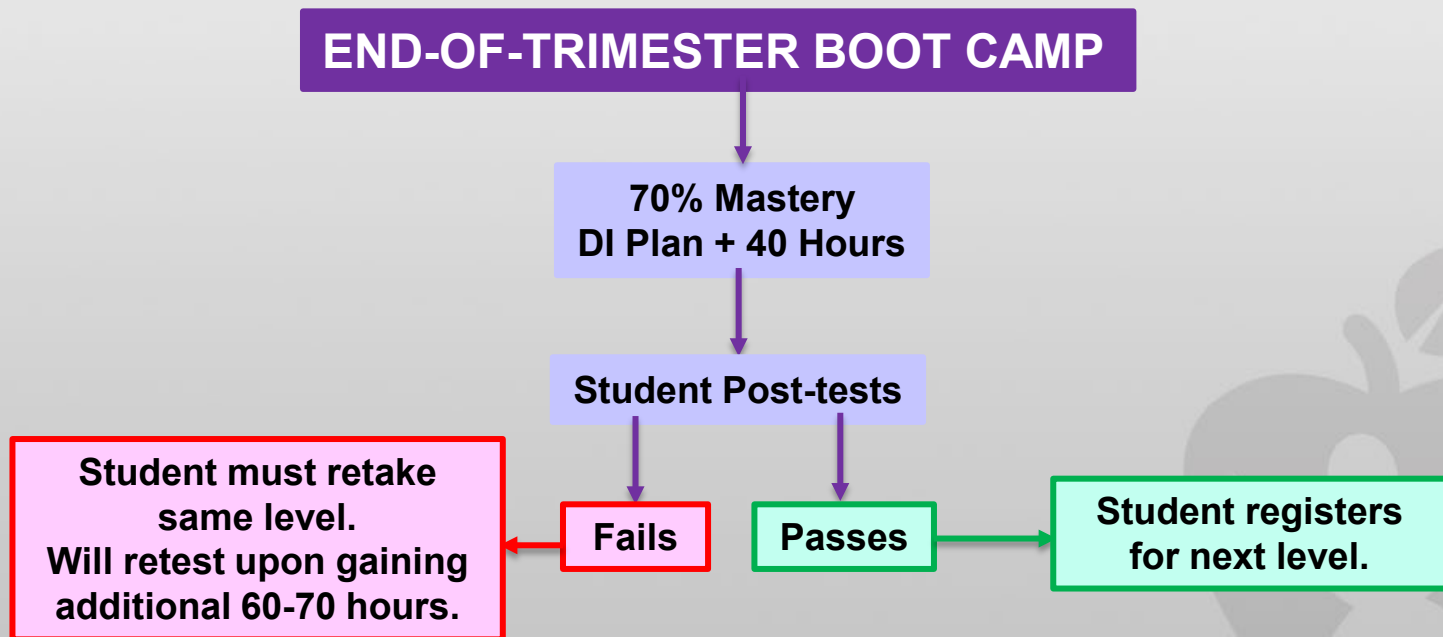 END-OF-TRIMESTER BOOT CAMP
70% Mastery
DI Plan + 40 Hours
Student Post-tests
Student must retake
same level.
Will retest upon gaining
additional 60-70 hours.
Fails
Passes
Student registers
for next level.